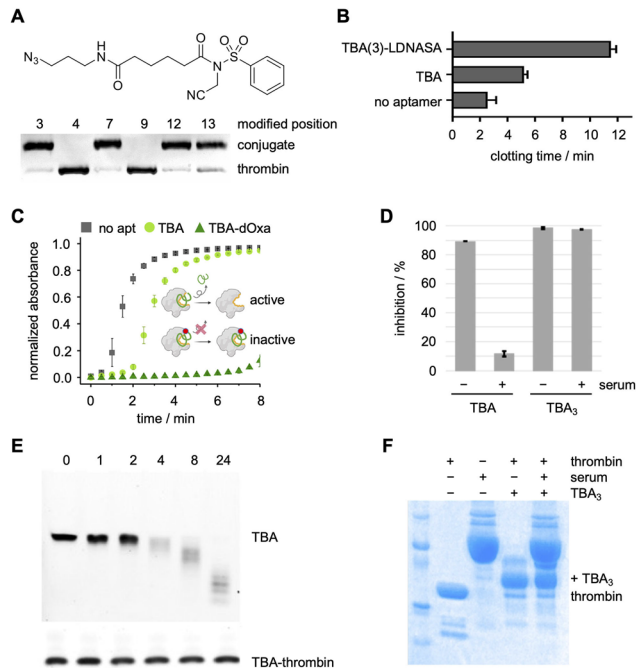 A
N3
H
N
O
O
N
O
S
O
CN
3 4 7 9 12 13 modified position
conjugate
thrombin
B
TBA(3)-LDNASA
TBA
no aptamer
0 2 4 6 8 10 12
clotting time / min
C
no apt TBA TBA-dOxa
normalized absorbance
1.0
0.8
0.6
0.4
0.2
0.0
active
inactive
0 2 4 6 8
time / min
D
inhibition / %
100
80
60
40
20
0
− + − + serum
TBA TBA3
E
0 1 2 4 8 24
TBA
TBA-thrombin
F
+ − + + thrombin
− + − + serum
− − + + TBA3
+ TBA3
thrombin